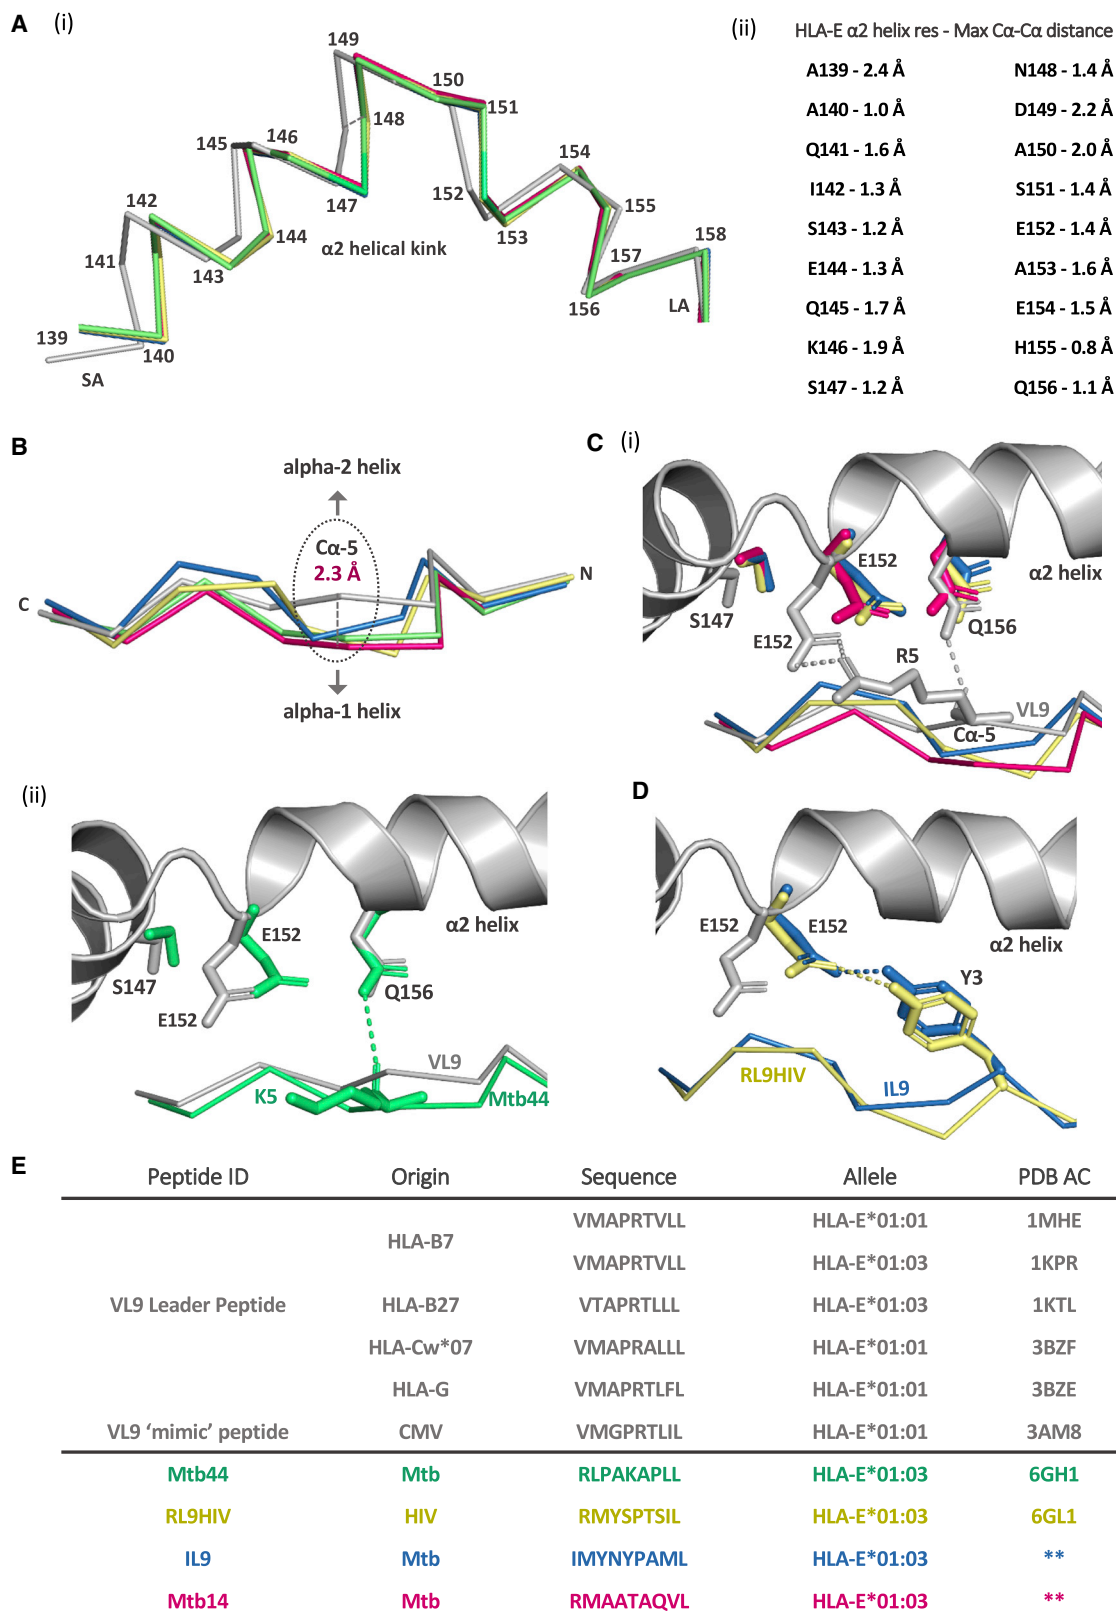 A
(i)
149
150
151
148
145
146
154
142
147
152
155
144
153
α2 helical kink
158
141
143
157
156
LA
139
140
SA
(ii)
HLA-E α2 helix res - Max Cα-Cα distance
A139 - 2.4 Å N148 - 1.4 Å
A140 - 1.0 Å D149 - 2.2 Å
Q141 - 1.6 Å A150 - 2.0 Å
I142 - 1.3 Å S151 - 1.4 Å
S143 - 1.2 Å E152 - 1.4 Å
E144 - 1.3 Å A153 - 1.6 Å
Q145 - 1.7 Å E154 - 1.5 Å
K146 - 1.9 Å H155 - 0.8 Å
S147 - 1.2 Å Q156 - 1.1 Å
B
alpha-2 helix
Cα-5
2.3 Å
N
C
alpha-1 helix
C
(i)
E152
α2 helix
S147
Q156
E152
R5
VL9
Cα-5
(ii)
α2 helix
E152
S147
Q156
E152
VL9
K5
Mtb44
D
E152
E152
α2 helix
Y3
RL9HIV
IL9
E
Peptide ID Origin Sequence Allele PDB AC
VMAPRTVLL HLA-E*01:01 1MHE
HLA-B7
VMAPRTVLL HLA-E*01:03 1KPR
VL9 Leader Peptide HLA-B27 VTAPRTLLL HLA-E*01:03 1KTL
HLA-Cw*07 VMAPRALLL HLA-E*01:01 3BZF
HLA-G VMAPRTLFL HLA-E*01:01 3BZE
VL9 ‘mimic’ peptide CMV VMGPRTLIL HLA-E*01:01 3AM8
Mtb44 Mtb RLPAKAPLL HLA-E*01:03 6GH1
RL9HIV HIV RMYSPTSIL HLA-E*01:03 6GL1
IL9 Mtb IMYNYPAML HLA-E*01:03 **
Mtb14 Mtb RMAATAQVL HLA-E*01:03 **